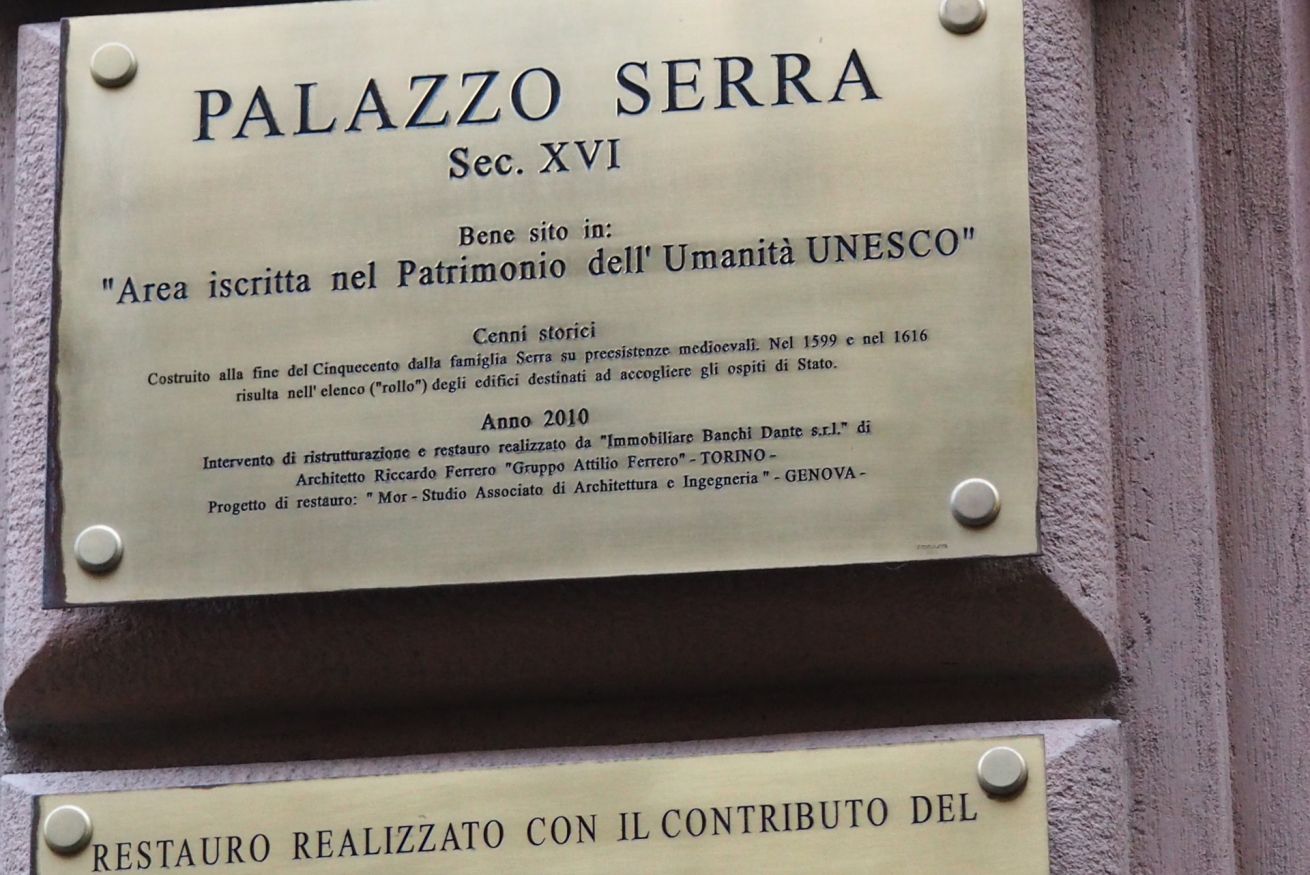 PALAZZO SERRA
Sec. XVI
Bene sito in:
"Area iscritta nel Patrimonio dell' Umanità UNESCO"
Cenni storici
Costruito alla fine del Cinquecento dalla famiglia Serra su preesistenze medioevali. Nel 1599 e nel 1616
risulta nell' elenco ("rollo") degli edifici destinati ad accogliere gli ospiti di Stato.
Anno 2010
Intervento di ristrutturazione e restauro realizzato da "Immobiliare Banchi Dante s.r.l." di
Architetto Riccardo Ferrero "Gruppo Attilio Ferrero" - TORINO -
Progetto di restauro: " Mor - Studio Associato di Architettura e Ingegneria " - GENOVA -
RESTAURO REALIZZATO CON IL CONTRIBUTO DEL